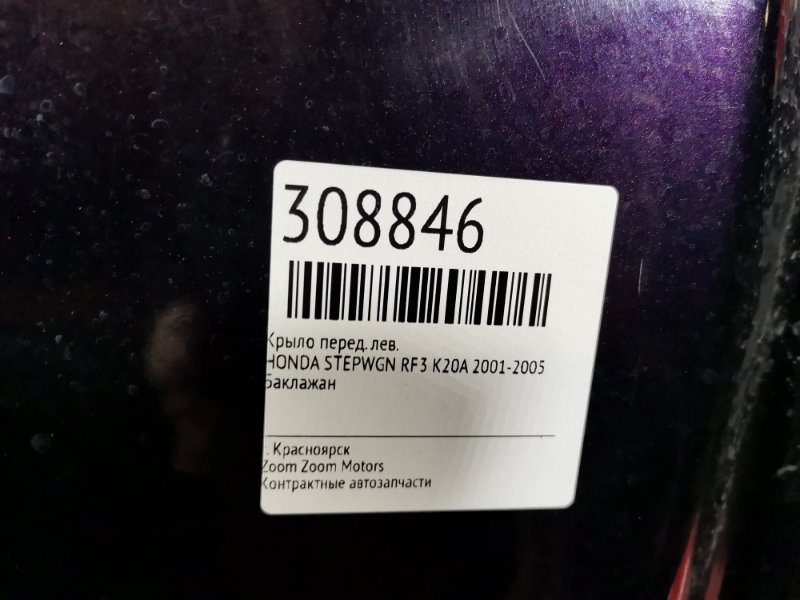 308846
Крыло перед. лев.
HONDA STEPWGN RF3 K20A 2001-2005
Баклажан
г. Красноярск
Zoom Zoom Motors
Контрактные автозапчасти